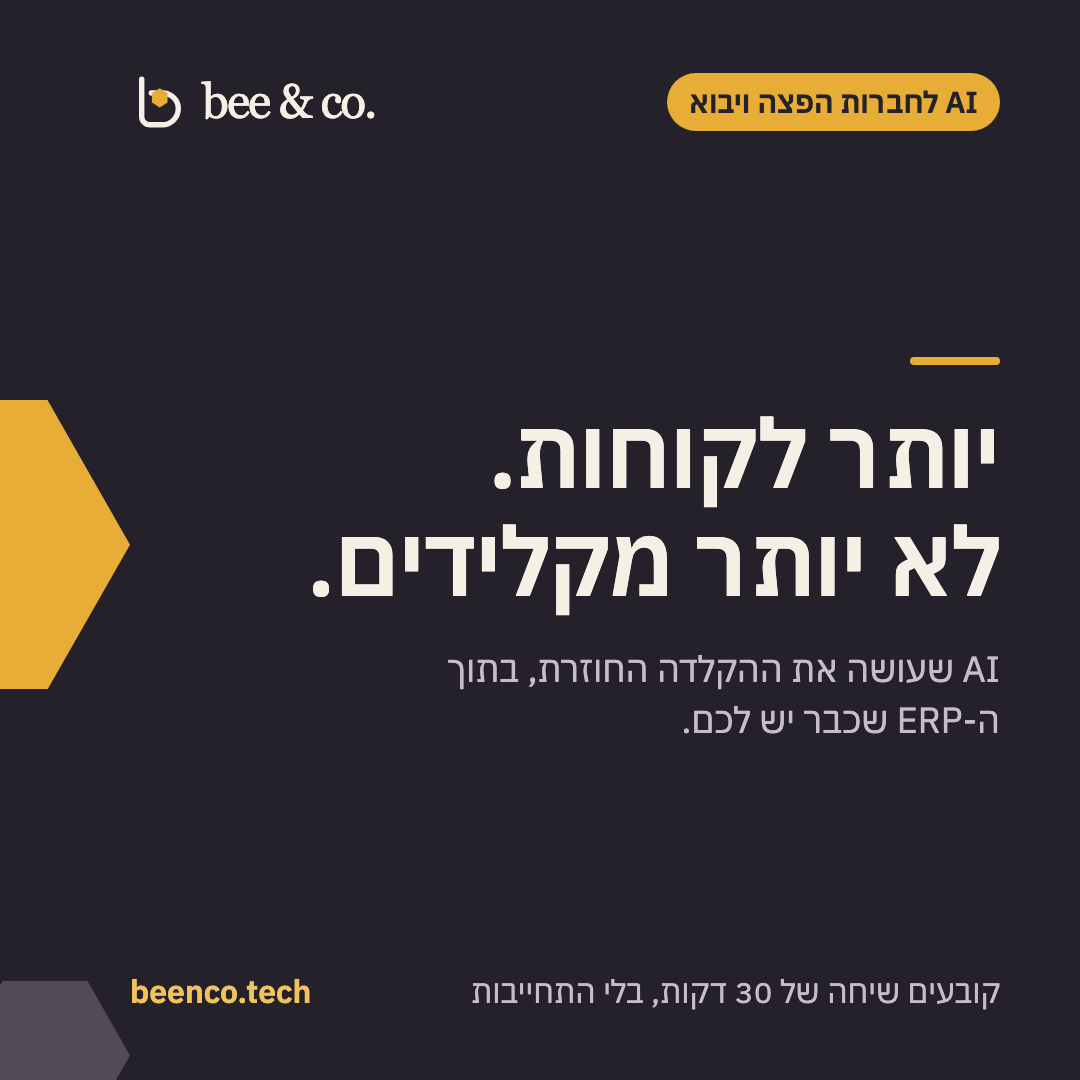 AI לחברות הפצה ויבוא
bee & co.
יותר לקוחות.
לא יותר מקלידים.
AI שעושה את ההקלדה החוזרת, בתוך
ה-ERP שכבר יש לכם.
קובעים שיחה של 30 דקות, בלי התחייבות
beenco.tech